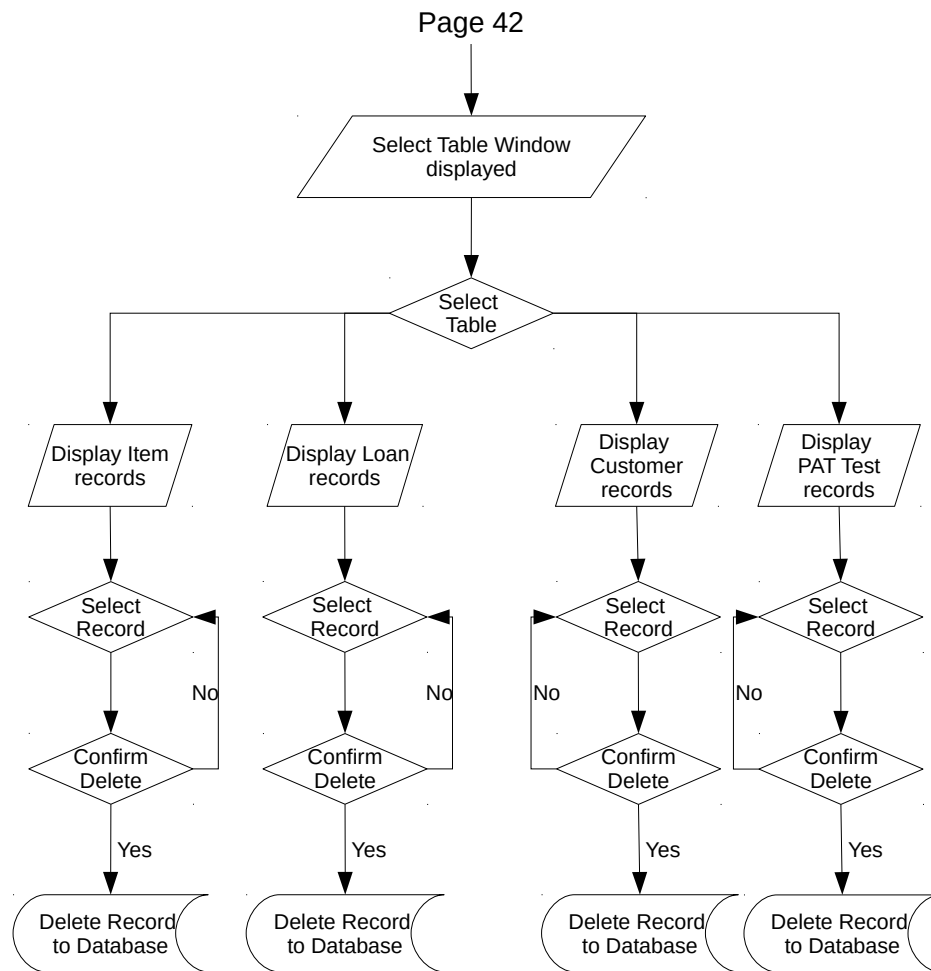 Page 42
Select Table Window
displayed
Select
Table
Display Item
records
Display Loan
records
Display
Customer
records
Display
PAT Test
records
Select
Record
Select
Record
Select
Record
Select
Record
No
No
No
No
Confirm
Delete
Confirm
Delete
Confirm
Delete
Confirm
Delete
Yes
Yes
Yes
Yes
Delete Record
to Database
Delete Record
to Database
Delete Record
to Database
Delete Record
to Database